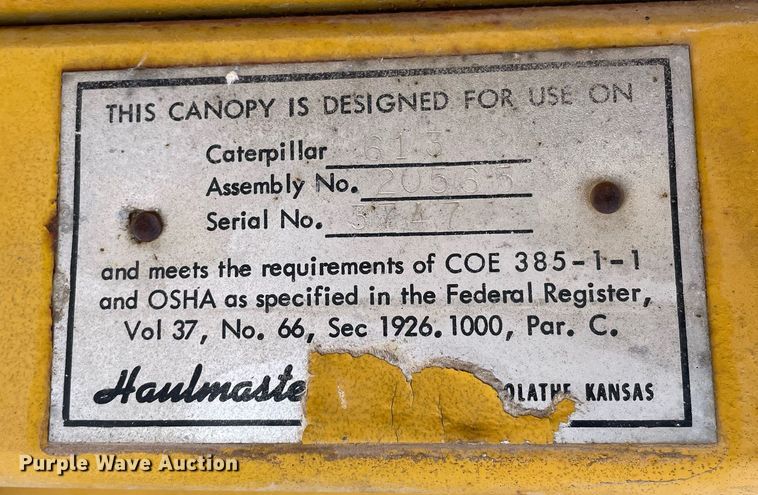 THIS CANOPY IS DESIGNED FOR USE ON
Caterpillar 613
Assembly No. 20565
Serial No. 3747
and meets the requirements of COE 385-1-1
and OSHA as specified in the Federal Register,
Vol 37, No. 66, Sec 1926.1000, Par. C.
Haulmaste OLATHE KANSAS
Purple Wave Auction